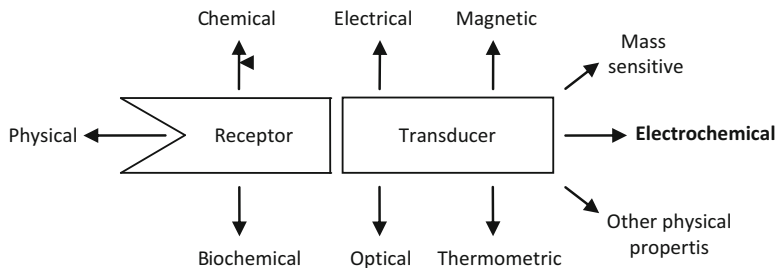 Chemical
Electrical
Magnetic
Mass
sensitive
Physical
Receptor
Transducer
Electrochemical
Biochemical
Optical
Thermometric
Other physical
propertis